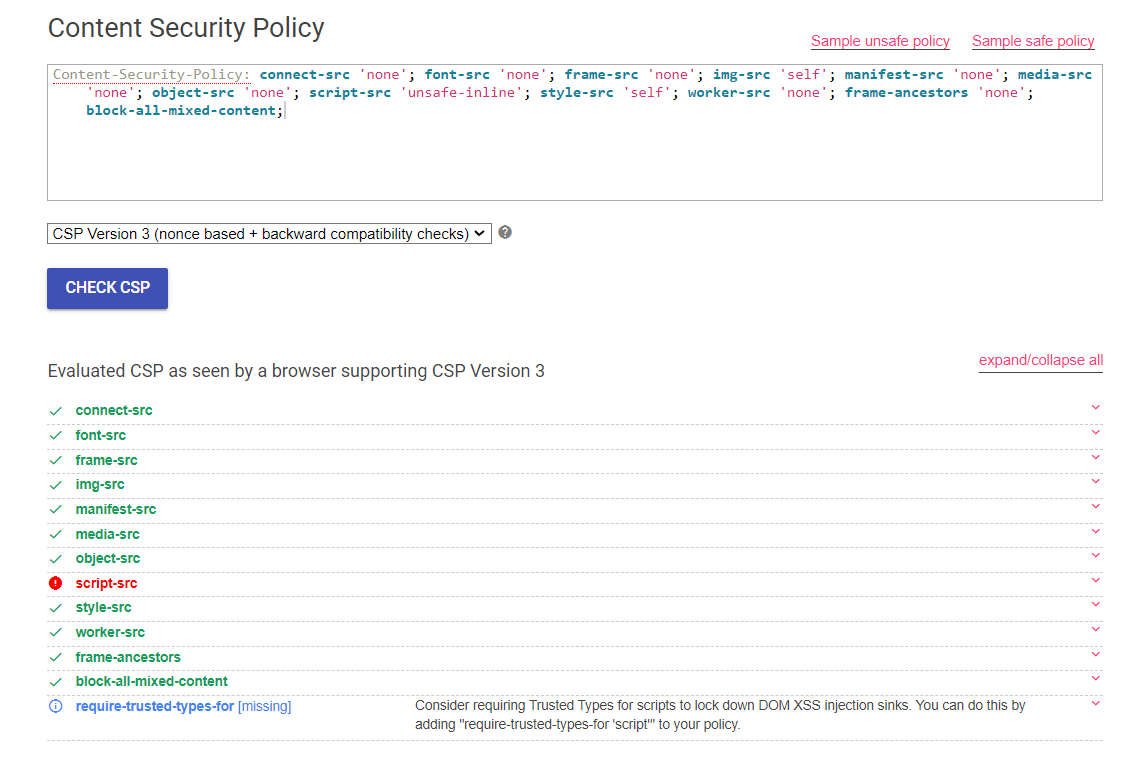 Content Security Policy
Sample unsafe policy
Sample safe policy
Content-Security-Policy: connect-src 'none'; font-src 'none'; frame-src 'none'; img-src 'self'; manifest-src 'none'; media-src
'none'; object-src 'none'; script-src 'unsafe-inline'; style-src 'self'; worker-src 'none'; frame-ancestors 'none';
block-all-mixed-content;
CSP Version 3 (nonce based + backward compatibility checks)
?
CHECK CSP
expand/collapse all
Evaluated CSP as seen by a browser supporting CSP Version 3
connect-src
font-src
frame-src
img-src
manifest-src
media-src
object-src
script-src
style-src
worker-src
frame-ancestors
block-all-mixed-content
require-trusted-types-for [missing]
Consider requiring Trusted Types for scripts to lock down DOM XSS injection sinks. You can do this by
adding "require-trusted-types-for 'script'" to your policy.